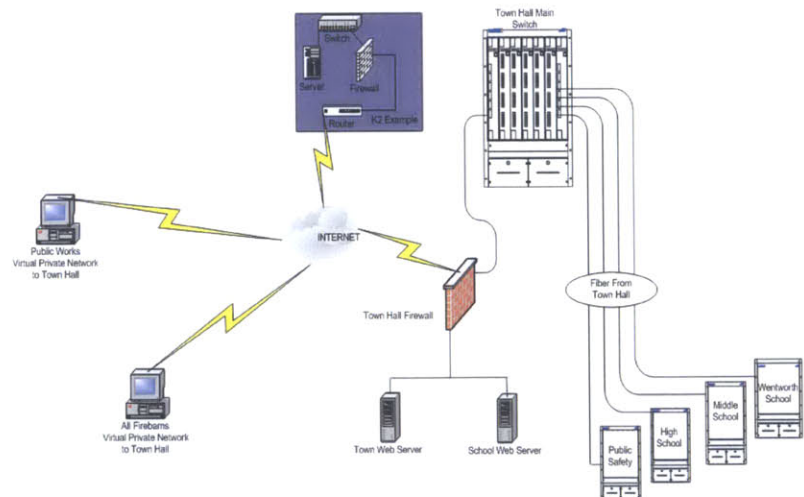 Town Hall Main
Switch
Switch
Server
Firewall
Router
K2 Example
INTERNET
Public Works
Virtual Private Network
to Town Hall
Fiber From
Town Hall
Town Hall Firewall
All Firebarns
Virtual Private Network
to Town Hall
Town Web Server
School Web Server
Wentworth
School
Middle
School
High
School
Public
Safety